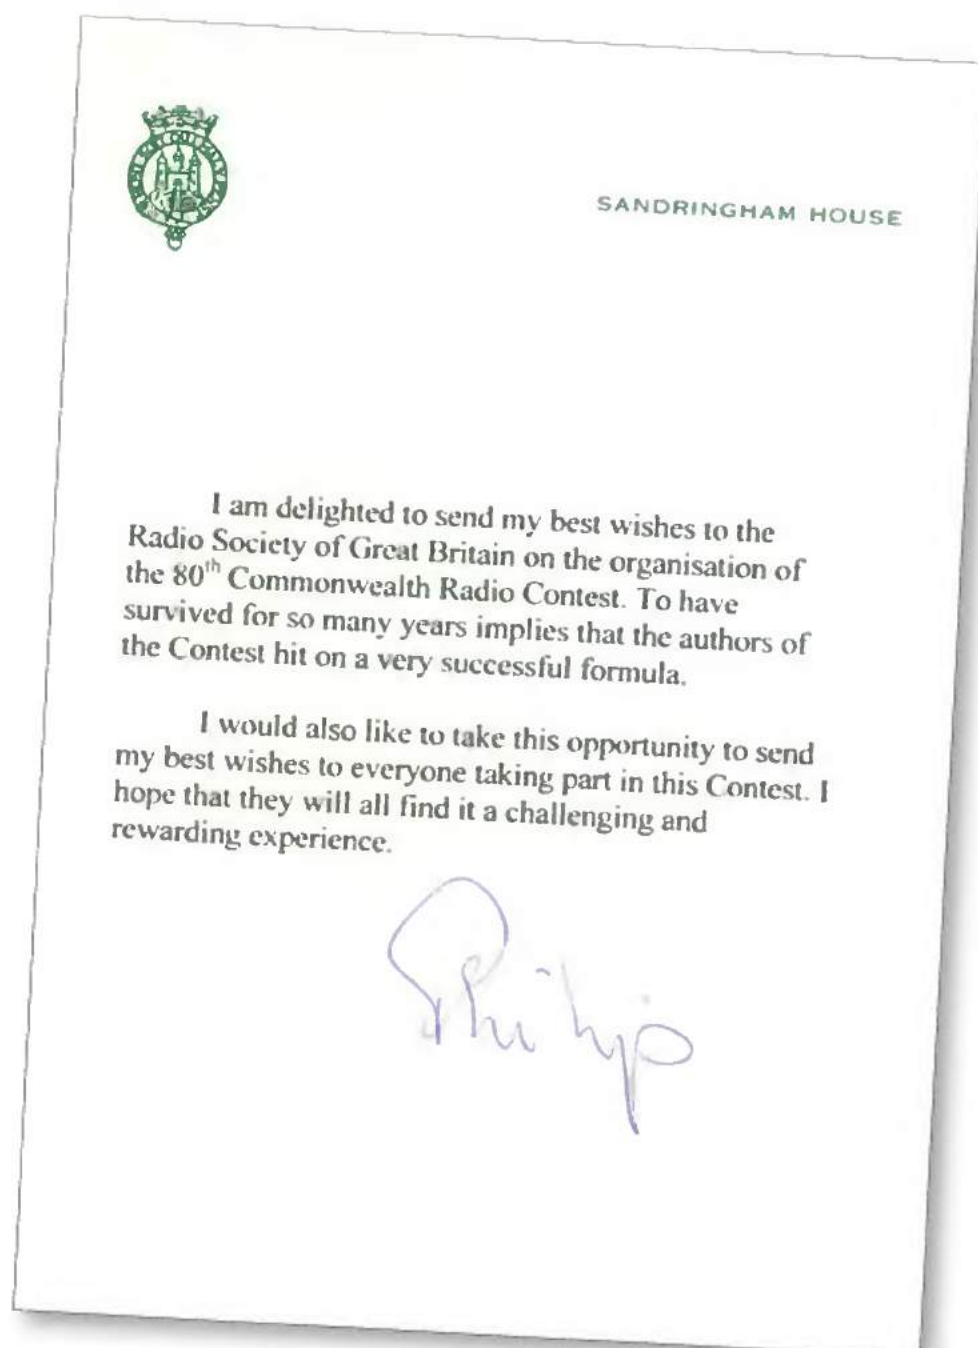 SANDRINGHAM HOUSE
I am delighted to send my best wishes to the
Radio Society of Great Britain on the organisation of
the 80th Commonwealth Radio Contest. To have
survived for so many years implies that the authors of
the Contest hit on a very successful formula.
I would also like to take this opportunity to send
my best wishes to everyone taking part in this Contest. I
hope that they will all find it a challenging and
rewarding experience.
Philip